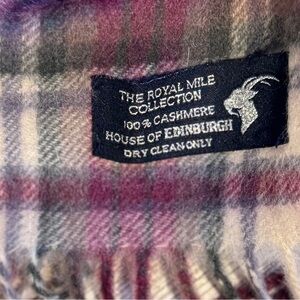 THE ROYAL MILE
COLLECTION
100% CASHMERE
HOUSE OF EDINBURGH
DRY CLEAN ONLY